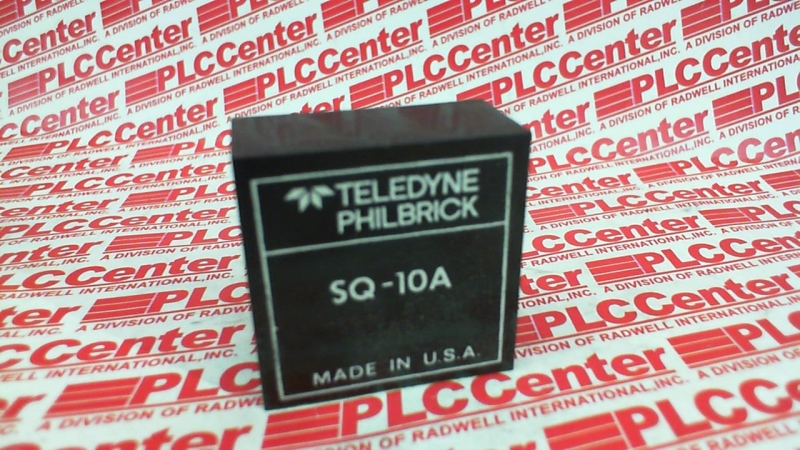 TELEDYNE
PHILBRICK
SQ-10A
MADE IN U.S.A.
PLCCenter
A DIVISION OF RADWELL INTERNATIONAL, INC.